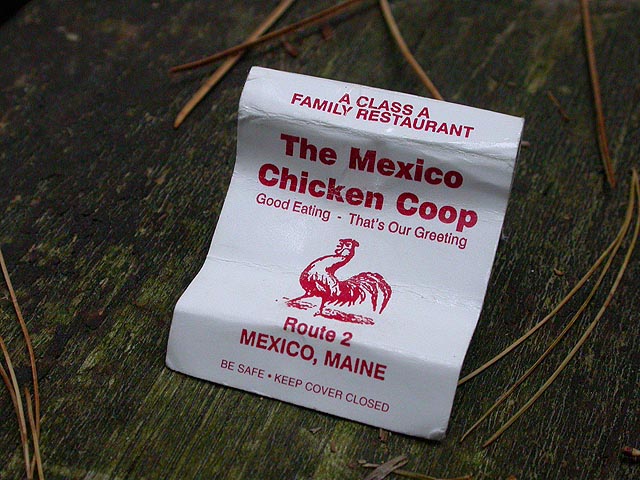 A CLASS A
FAMILY RESTAURANT
The Mexico
Chicken Coop
Good Eating - That's Our Greeting
Route 2
MEXICO, MAINE
BE SAFE • KEEP COVER CLOSED